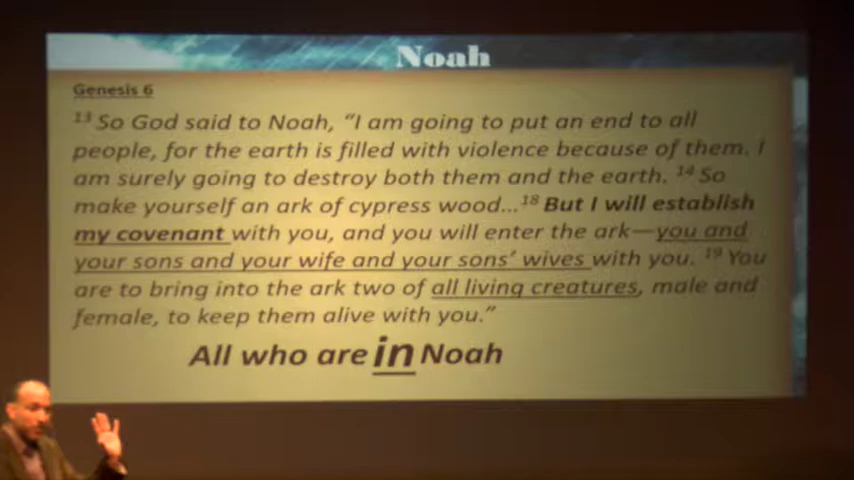 Noah
Genesis 6
13 So God said to Noah, “I am going to put an end to all
people, for the earth is filled with violence because of them. I
am surely going to destroy both them and the earth. 14 So
make yourself an ark of cypress wood...18 But I will establish
my covenant with you, and you will enter the ark—you and
your sons and your wife and your sons’ wives with you. 19 You
are to bring into the ark two of all living creatures, male and
female, to keep them alive with you.”
All who are in Noah